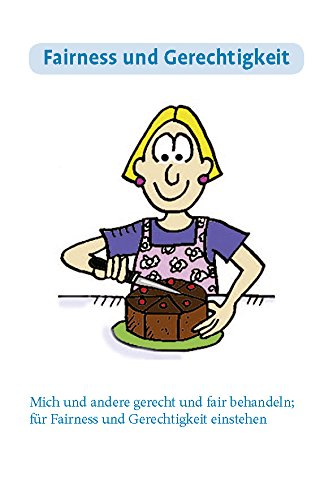 Fairness und Gerechtigkeit
Mich und andere gerecht und fair behandeln;
für Fairness und Gerechtigkeit einstehen